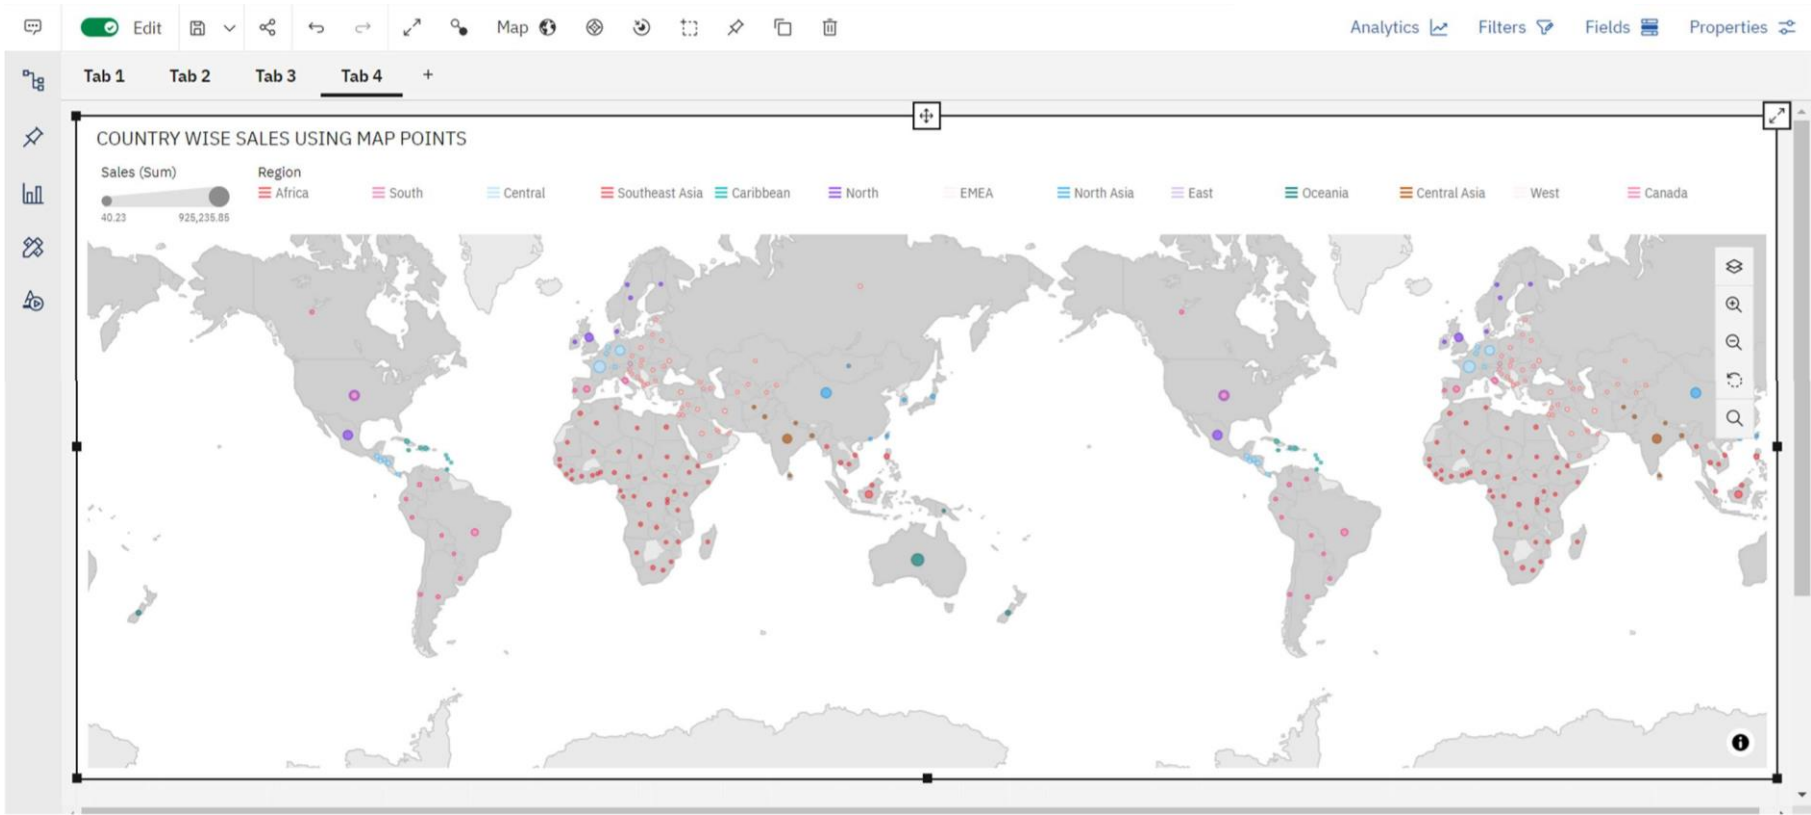 Edit Map Analytics Filters Fields Properties
Tab 1 Tab 2 Tab 3 Tab 4 +
COUNTRY WISE SALES USING MAP POINTS
Sales (Sum)
40.23 925,235.85
Region
Africa South Central Southeast Asia Caribbean North EMEA North Asia East Oceania Central Asia West Canada